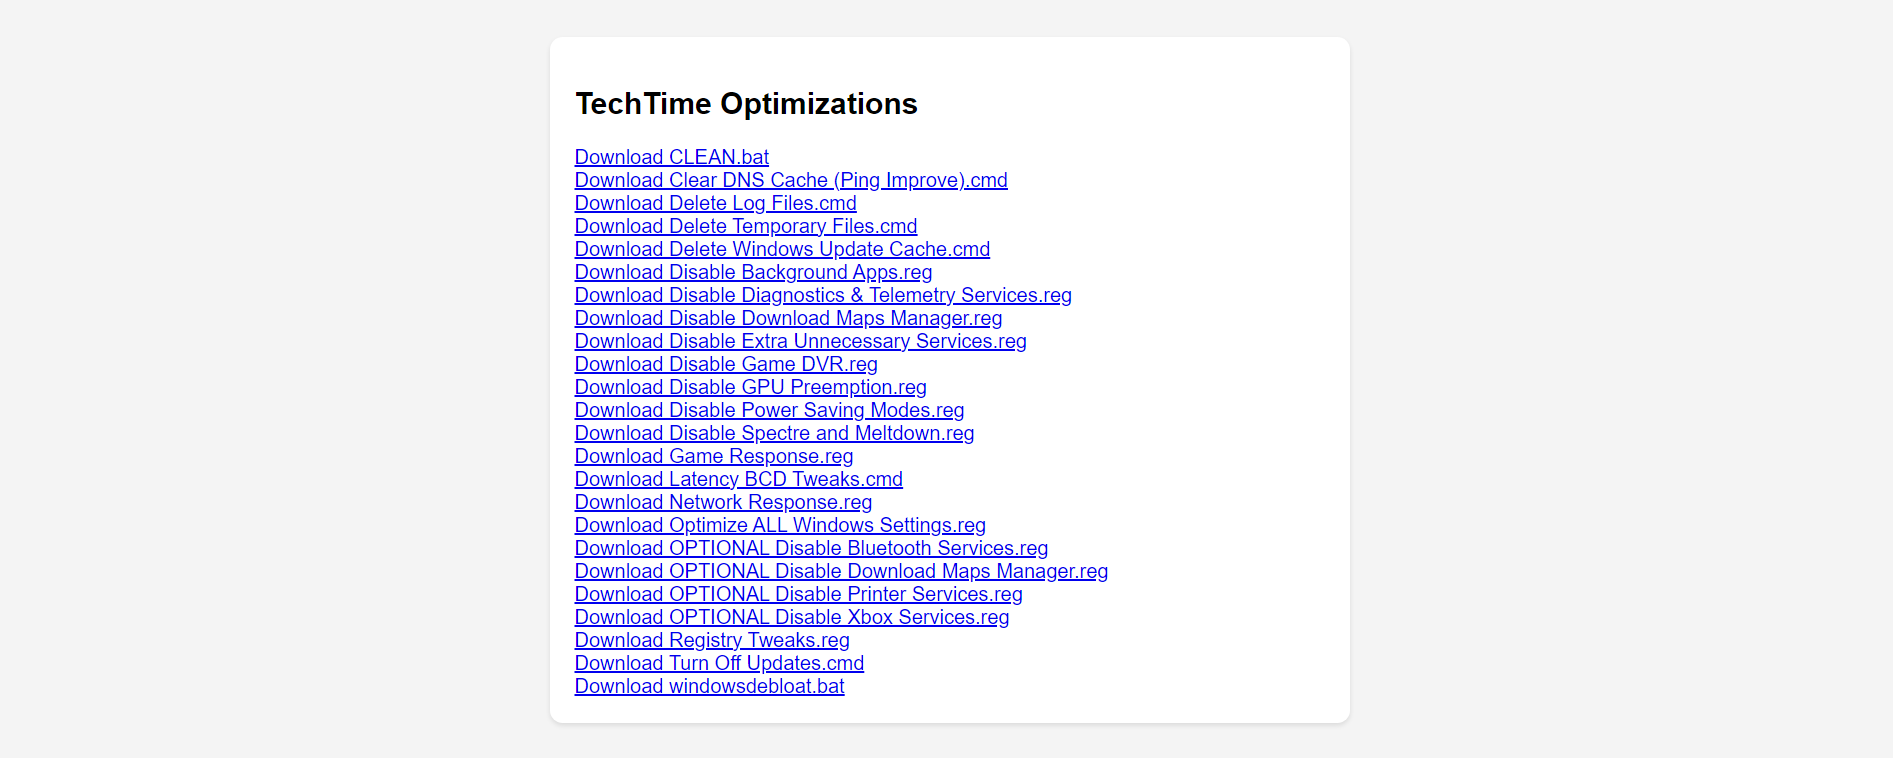 TechTime Optimizations
Download CLEAN.bat
Download Clear DNS Cache (Ping Improve).cmd
Download Delete Log Files.cmd
Download Delete Temporary Files.cmd
Download Delete Windows Update Cache.cmd
Download Disable Background Apps.reg
Download Disable Diagnostics & Telemetry Services.reg
Download Disable Download Maps Manager.reg
Download Disable Extra Unnecessary Services.reg
Download Disable Game DVR.reg
Download Disable GPU Preemption.reg
Download Disable Power Saving Modes.reg
Download Disable Spectre and Meltdown.reg
Download Game Response.reg
Download Latency BCD Tweaks.cmd
Download Network Response.reg
Download Optimize ALL Windows Settings.reg
Download OPTIONAL Disable Bluetooth Services.reg
Download OPTIONAL Disable Download Maps Manager.reg
Download OPTIONAL Disable Printer Services.reg
Download OPTIONAL Disable Xbox Services.reg
Download Registry Tweaks.reg
Download Turn Off Updates.cmd
Download windowsdebloat.bat